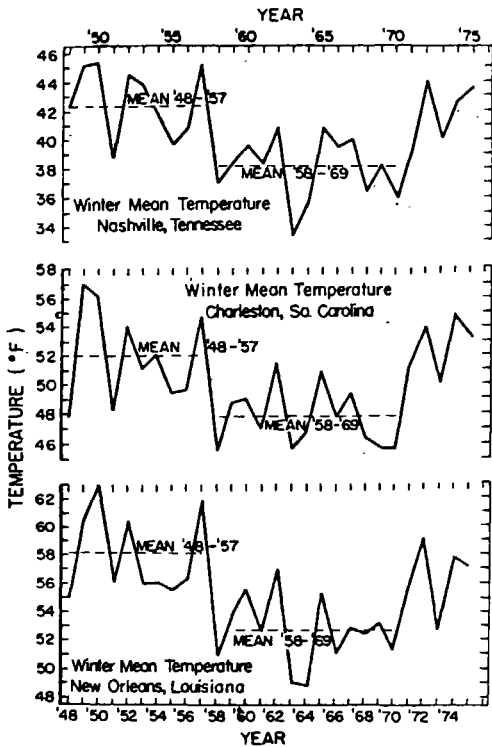 YEAR
'50 '55 '60 '65 '70 '75
46
44
42
40
38
36
34
MEAN '48-'57
MEAN '58-'69
Winter Mean Temperature
Nashville, Tennessee
58
56
54
52
50
48
46
Winter Mean Temperature
Charleston, So. Carolina
MEAN '48-'57
MEAN '58-'69
TEMPERATURE (°F)
62
60
58
56
54
52
50
48
MEAN '48-'57
MEAN '58-'69
Winter Mean Temperature
New Orleans, Louisiana
'48 '50 '52 '54 '56 '58 '60 '62 '64 '66 '68 '70 '72 '74
YEAR